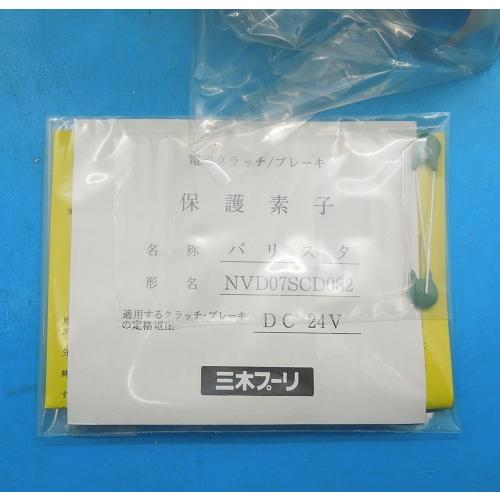 電磁クラッチ/ブレーキ
保護素子
名称 バリスタ
形名 NVD07SCD082
適用するクラッチ・ブレーキ
の定格電圧 DC 24V
三木プーリ